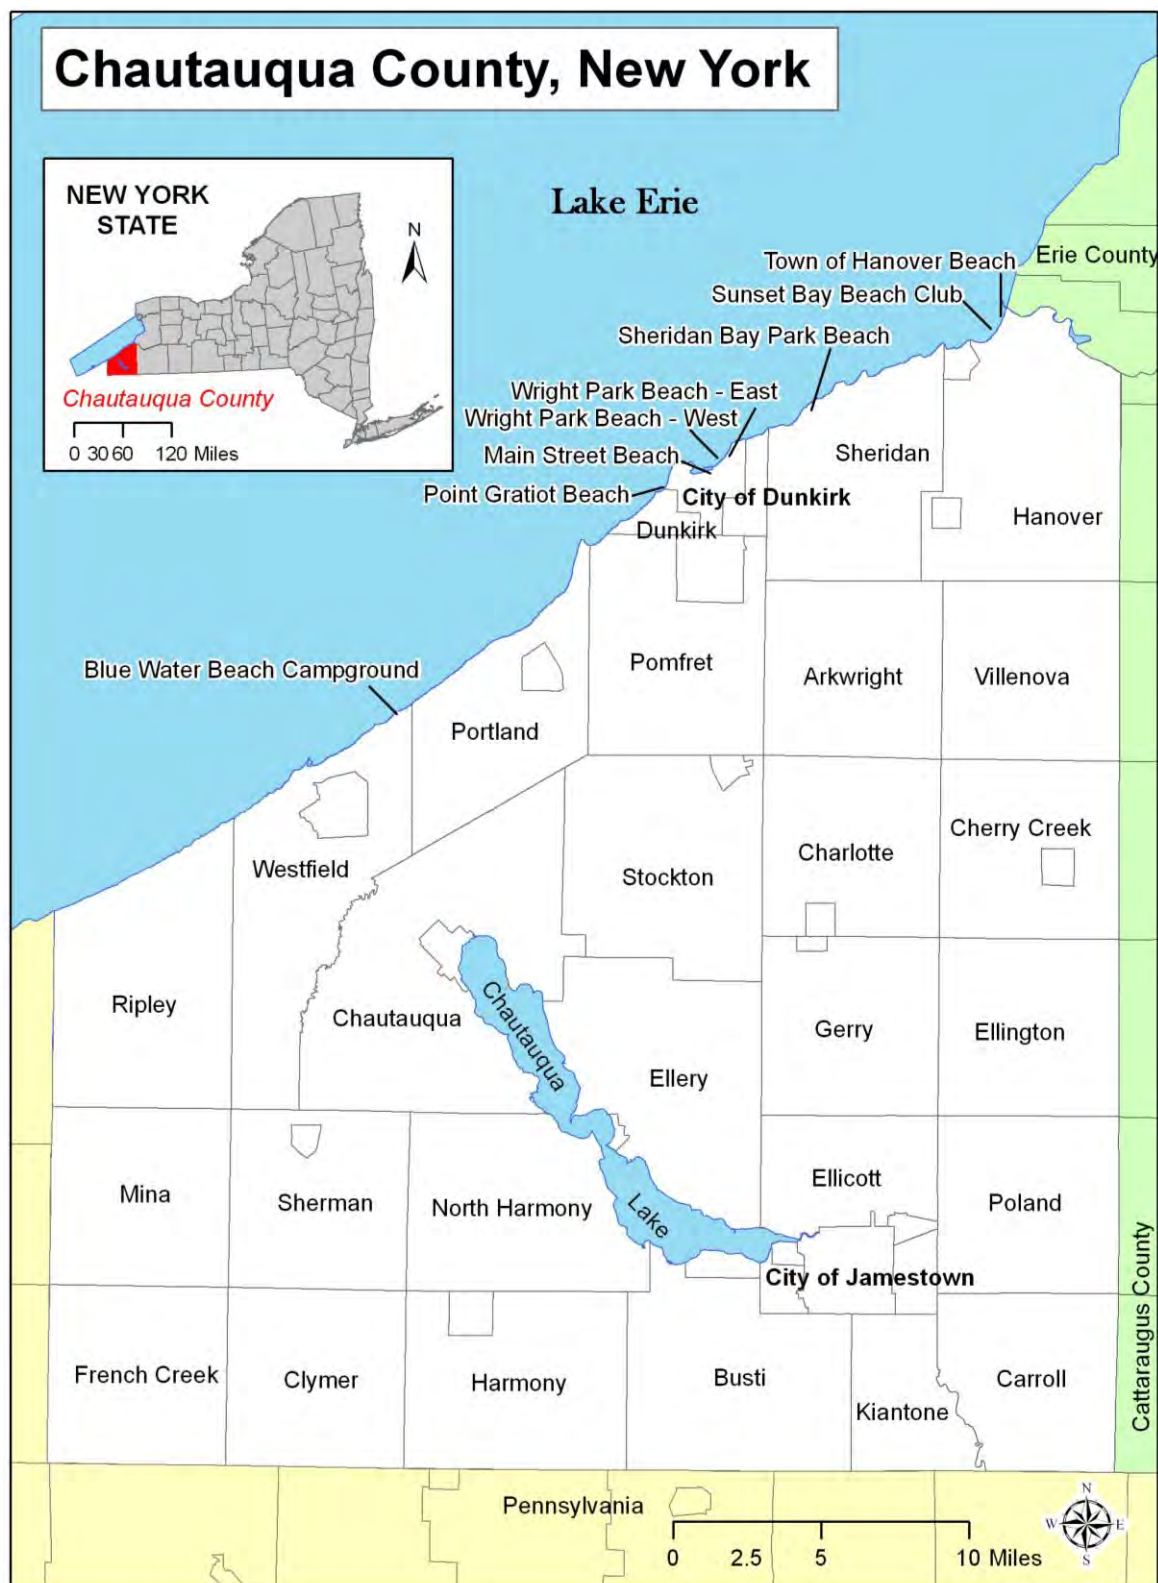 Chautauqua County, New York
NEW YORK
STATE
N
Chautauqua County
0 30 60 120 Miles
Lake Erie
Erie County
Town of Hanover Beach
Sunset Bay Beach Club
Sheridan Bay Park Beach
Wright Park Beach - East
Wright Park Beach - West
Main Street Beach
Point Gratiot Beach
City of Dunkirk
Sheridan
Hanover
Dunkirk
Blue Water Beach Campground
Pomfret
Arkwright
Villenova
Portland
Westfield
Stockton
Charlotte
Cherry Creek
Ripley
Chautauqua
Chautauqua
Lake
Ellery
Gerry
Ellington
Mina
Sherman
North Harmony
Ellicott
Poland
City of Jamestown
French Creek
Clymer
Harmony
Busti
Kiantone
Carroll
Cattaraugus County
Pennsylvania
0 2.5 5 10 Miles
N
W E
S